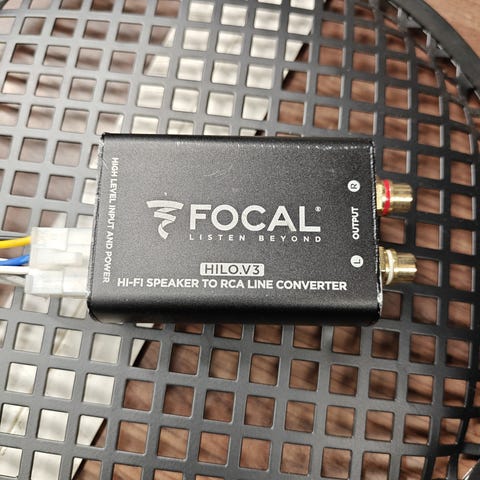 HIGH LEVEL INPUT AND POWER
FOCAL®
LISTEN BEYOND
HILO.V3
HI-FI SPEAKER TO RCA LINE CONVERTER
OUTPUT
R
L